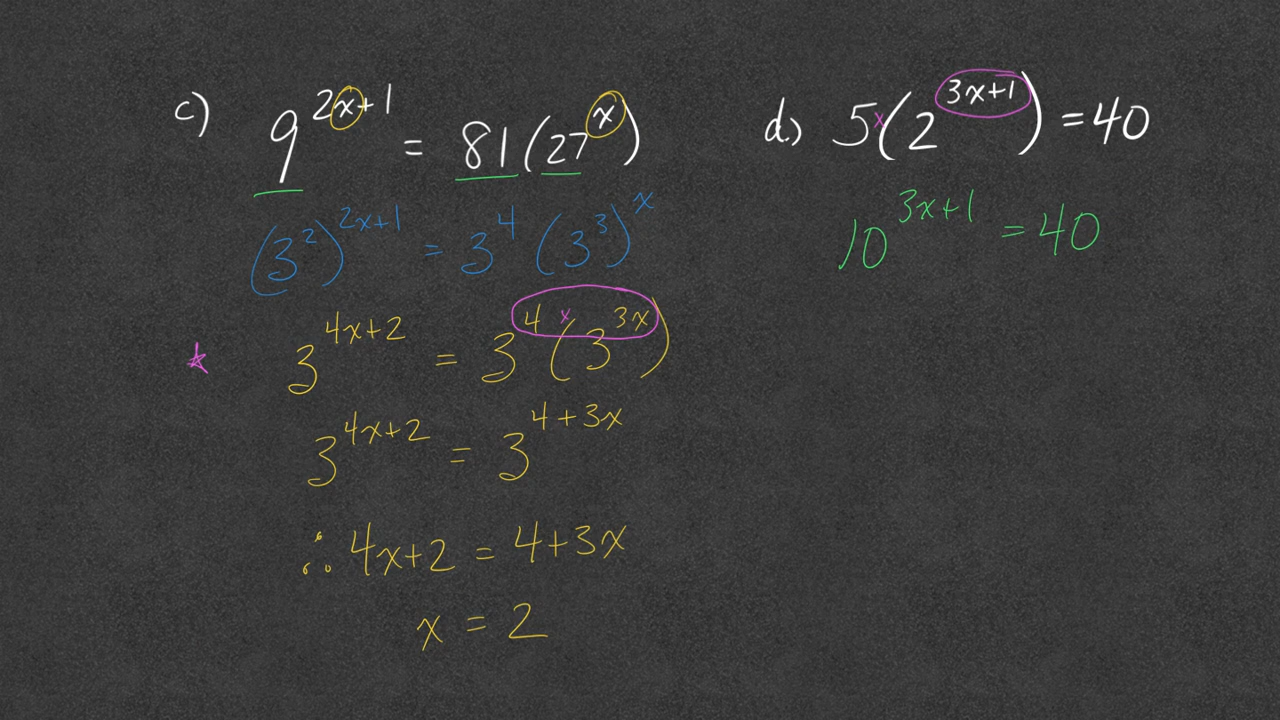 c) 9^{2x+1} = 81(27^x)
(3^2)^{2x+1} = 3^4 (3^3)^x
☆ 3^{4x+2} = 3^4 ×(3^{3x})
3^{4x+2} = 3^{4+3x}
∴ 4x+2 = 4+3x
x = 2
d.) 5×(2^{3x+1}) = 40
10^{3x+1} = 40